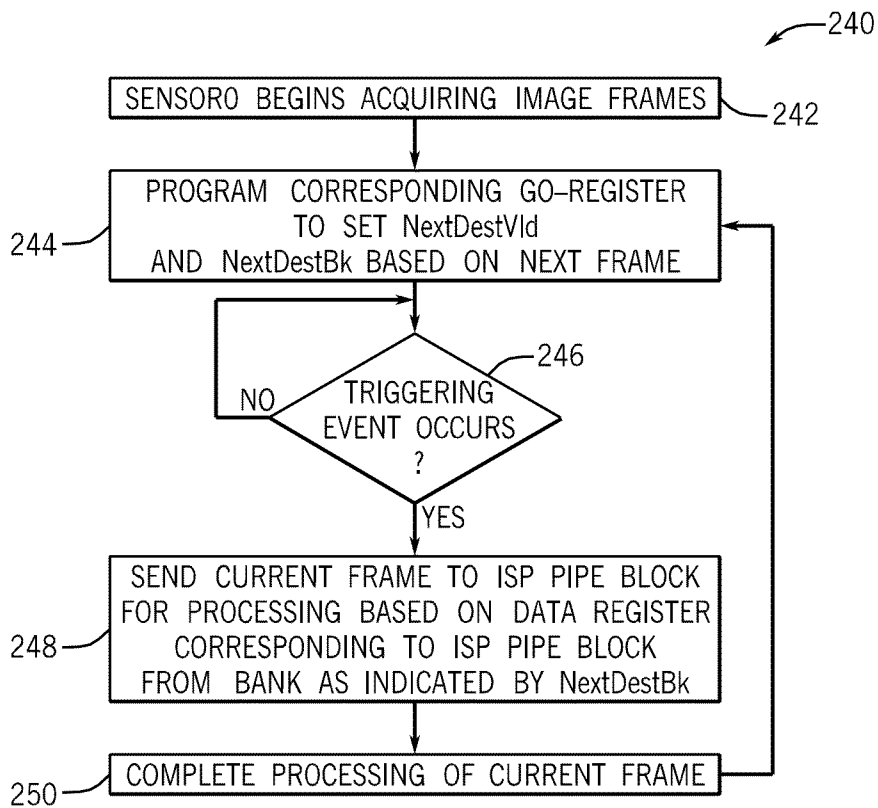 240
SENSORO BEGINS ACQUIRING IMAGE FRAMES
242
PROGRAM CORRESPONDING GO-REGISTER
TO SET NextDestVld
AND NextDestBk BASED ON NEXT FRAME
244
246
TRIGGERING
EVENT OCCURS
?
NO
YES
SEND CURRENT FRAME TO ISP PIPE BLOCK
FOR PROCESSING BASED ON DATA REGISTER
CORRESPONDING TO ISP PIPE BLOCK
FROM BANK AS INDICATED BY NextDestBk
248
COMPLETE PROCESSING OF CURRENT FRAME
250